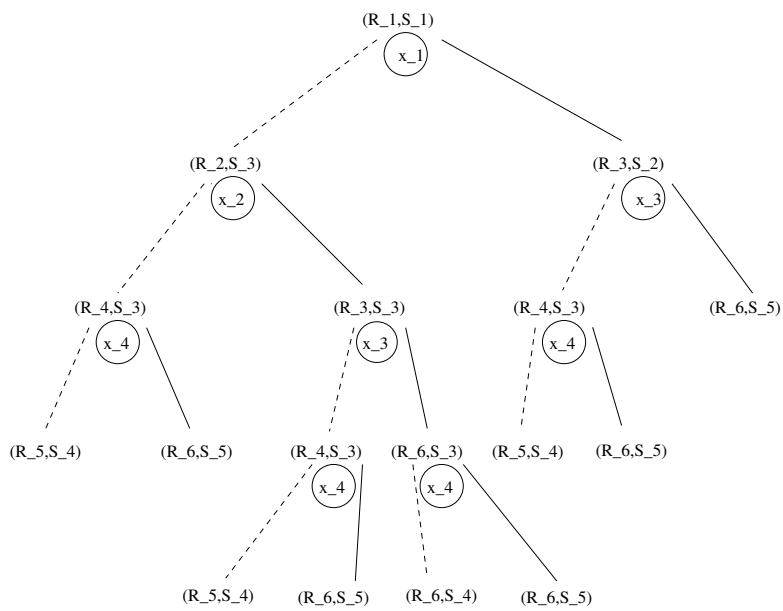 (R_1,S_1)
x_1
(R_2,S_3) (R_3,S_2)
x_2 x_3
(R_4,S_3) (R_3,S_3) (R_4,S_3) (R_6,S_5)
x_4 x_3 x_4
(R_5,S_4) (R_6,S_5) (R_4,S_3) (R_6,S_3) (R_5,S_4) (R_6,S_5)
x_4 x_4
(R_5,S_4) (R_6,S_5) (R_6,S_4) (R_6,S_5)